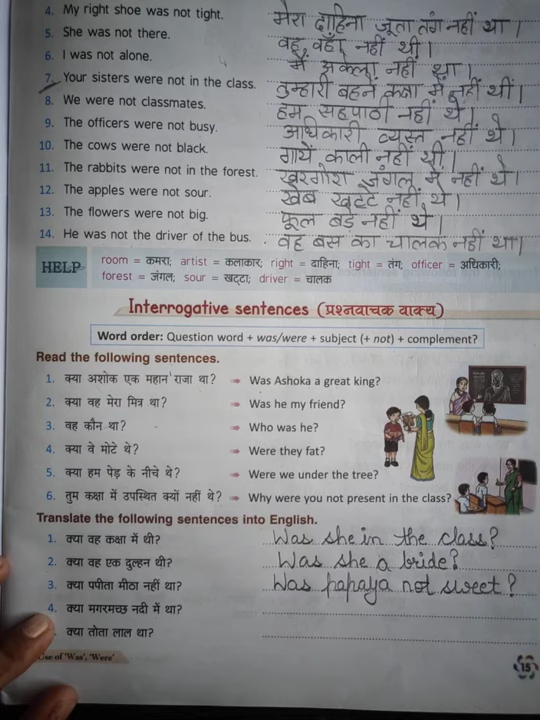 4. My right shoe was not tight. मेरा दाहिना जूता तंग नहीं था।
5. She was not there. वह वहाँ नहीं थी।
6. I was not alone. मैं अकेला नहीं था।
7. Your sisters were not in the class. तुम्हारी बहनें कक्षा में नहीं थीं।
8. We were not classmates. हम सहपाठी नहीं थे।
9. The officers were not busy. अधिकारी व्यस्त नहीं थे।
10. The cows were not black. गायें काली नहीं थी।
11. The rabbits were not in the forest. खरगोश जंगल में नहीं थे।
12. The apples were not sour. सेब खट्टे नहीं थे।
13. The flowers were not big. फूल बड़े नहीं थे।
14. He was not the driver of the bus. वह बस का चालक नहीं था।
HELP room = कमरा; artist = कलाकार; right = दाहिना; tight = तंग; officer = अधिकारी;
forest = जंगल; sour = खट्टा; driver = चालक
Interrogative sentences (प्रश्नवाचक वाक्य)
Word order: Question word + was/were + subject (+ not) + complement?
Read the following sentences.
1. क्या अशोक एक महान राजा था? Was Ashoka a great king?
2. क्या वह मेरा मित्र था? Was he my friend?
3. वह कौन था? Who was he?
4. क्या वे मोटे थे? Were they fat?
5. क्या हम पेड़ के नीचे थे? Were we under the tree?
6. तुम कक्षा में उपस्थित क्यों नहीं थे? Why were you not present in the class?
Translate the following sentences into English.
1. क्या वह कक्षा में थी? Was she in the class?
2. क्या वह एक दुल्हन थी? Was she a bride?
3. क्या पपीता मीठा नहीं था? Was papaya not sweet?
4. क्या मगरमच्छ नदी में था?
क्या तोता लाल था?
Use of 'Was', 'Were'
15